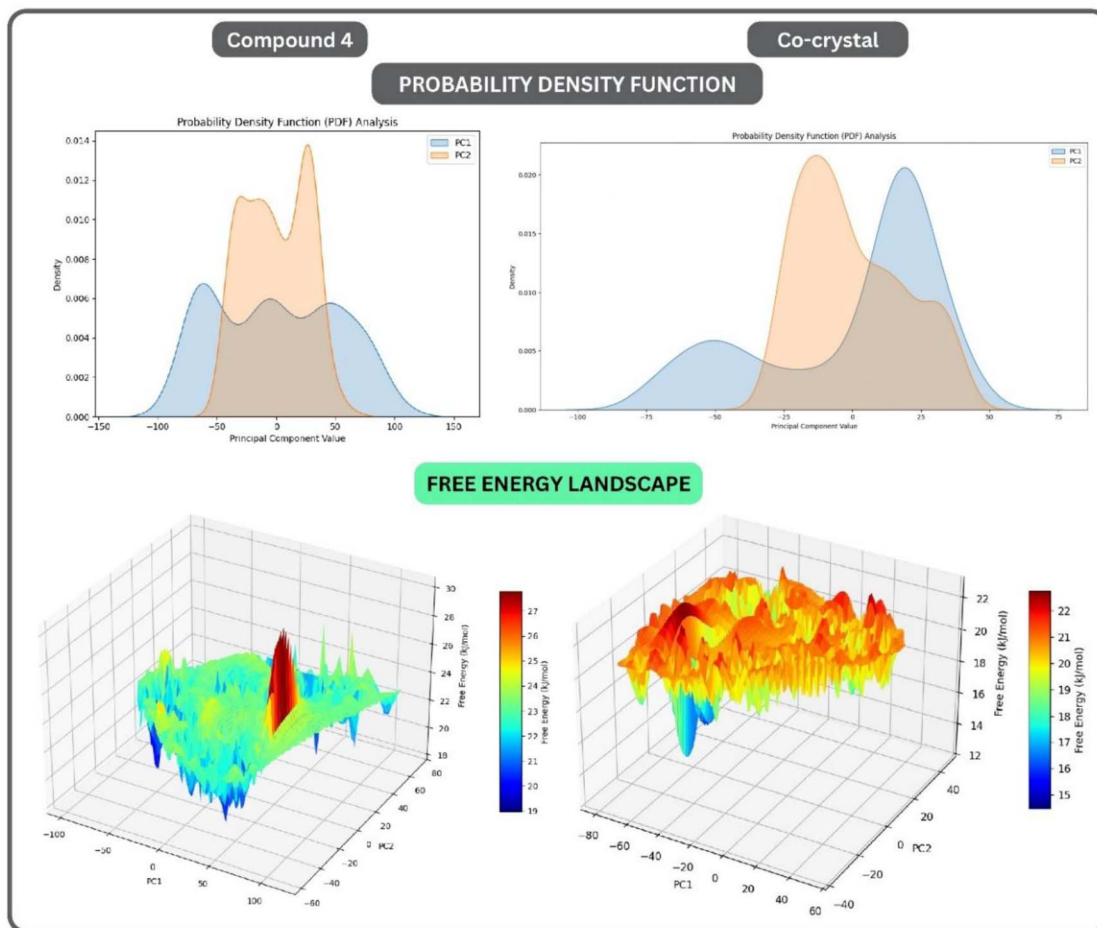 Compound 4
Co-crystal
PROBABILITY DENSITY FUNCTION
Probability Density Function (PDF) Analysis
PC1
PC2
0.014
0.012
0.010
0.008
0.006
0.004
0.002
0.000
Density
−150 −100 −50 0 50 100 150
Principal Component Value
Probability Density Function (PDF) Analysis
PC1
PC2
0.020
0.015
0.010
0.005
0.000
Density
−100 −75 −50 −25 0 25 50 75
Principal Component Value
FREE ENERGY LANDSCAPE
30
28
26
24
22
20
18
Free Energy (kJ/mol)
−100 −50 0 50 100
PC1
−60 −40 −20 0 20 40 60 80
PC2
27
26
25
24
23
22
21
20
19
Free Energy (kJ/mol)
22
20
18
16
14
12
Free Energy (kJ/mol)
−80 −60 −40 −20 0 20 40 60
PC1
−40 −20 0 20 40
PC2
22
21
20
19
18
17
16
15
Free Energy (kJ/mol)